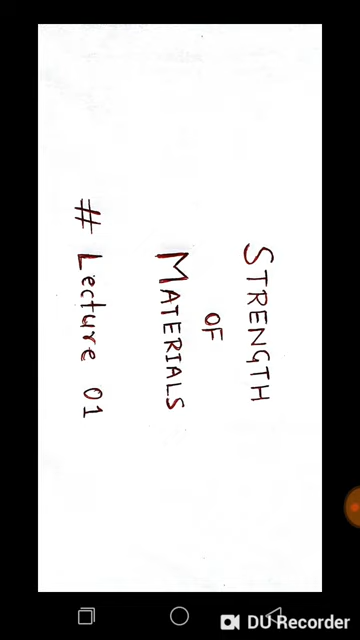 STRENGTH
OF
MATERIALS
# Lecture 01
DU Recorder